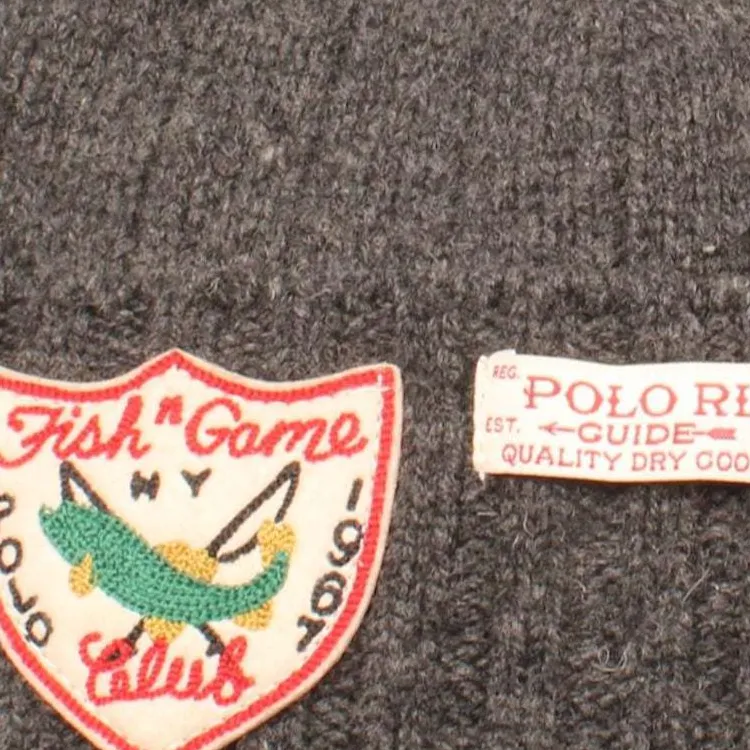 Fish n Game
NY
POLO
1967
Club
REG.
POLO
EST.
GUIDE
QUALITY DRY